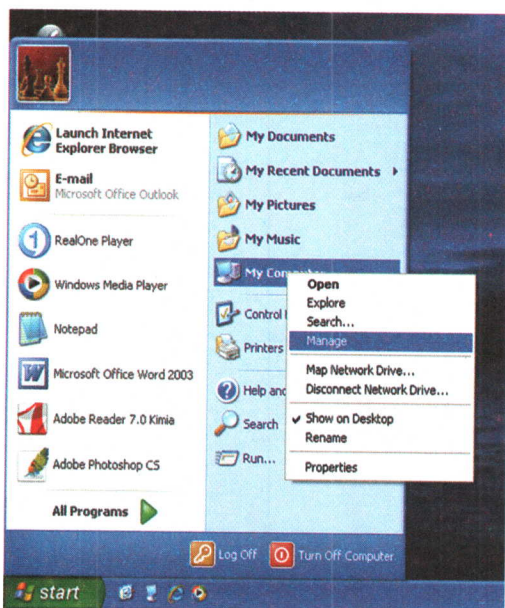 Launch Internet
Explorer Browser
E-mail
Microsoft Office Outlook
RealOne Player
Windows Media Player
Notepad
Microsoft Office Word 2003
Adobe Reader 7.0 Kimia
Adobe Photoshop CS
All Programs
My Documents
My Recent Documents
My Pictures
My Music
My Computer
Control
Printers
Help and
Search
Run...
Open
Explore
Search...
Manage
Map Network Drive...
Disconnect Network Drive...
Show on Desktop
Rename
Properties
Log Off
Turn Off Computer
start